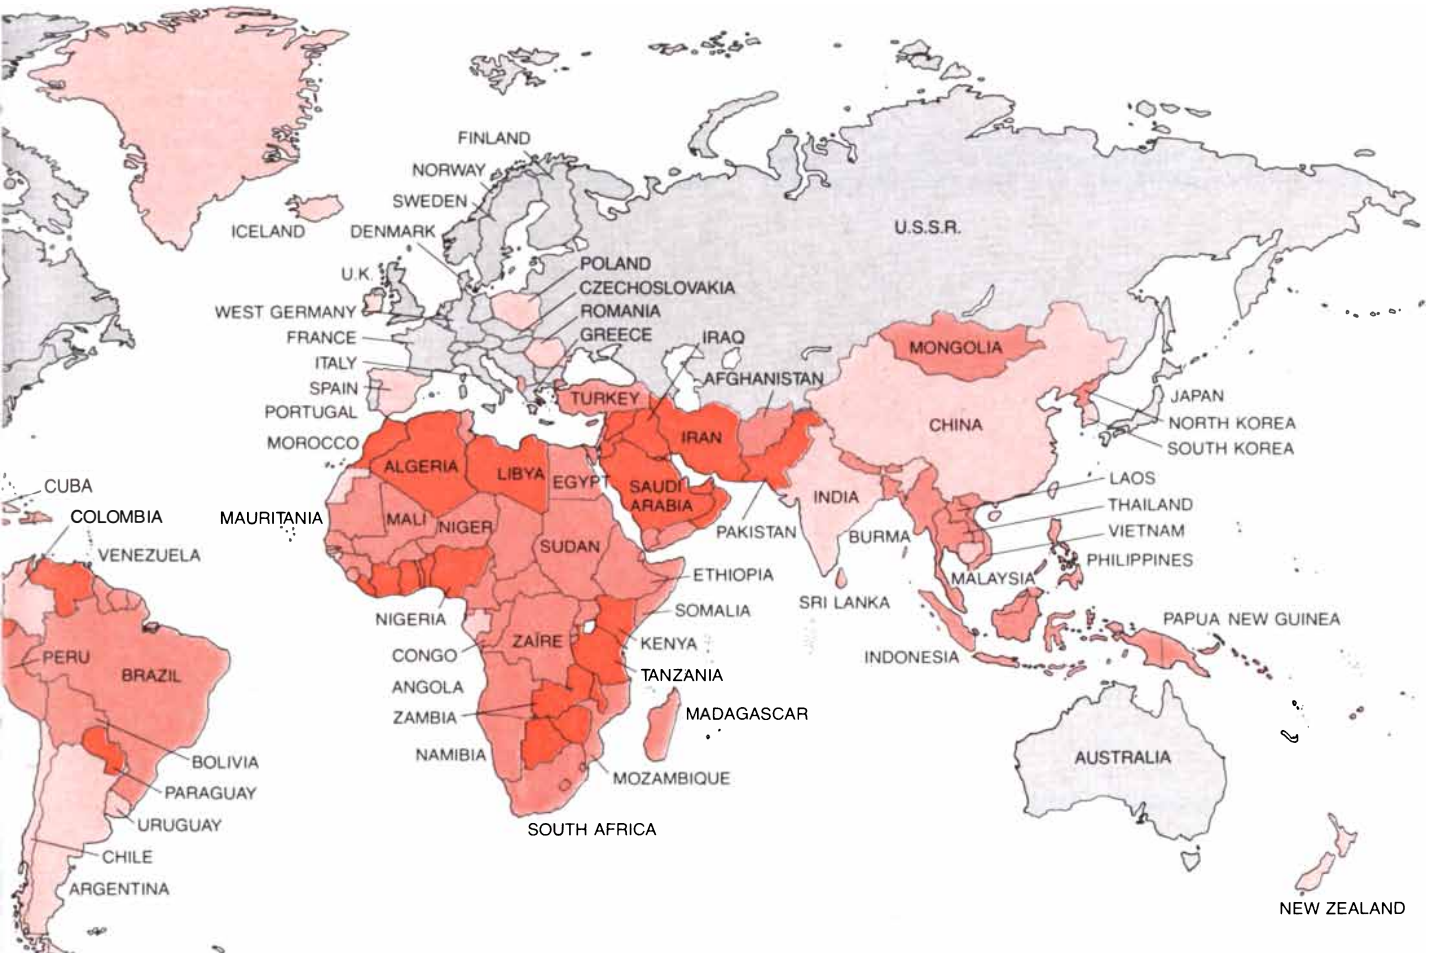 FINLAND
NORWAY
SWEDEN
ICELAND
DENMARK
U.S.S.R.
U.K.
POLAND
CZECHOSLOVAKIA
WEST GERMANY
ROMANIA
FRANCE
GREECE
IRAQ
MONGOLIA
ITALY
AFGHANISTAN
SPAIN
TURKEY
JAPAN
PORTUGAL
NORTH KOREA
CHINA
MOROCCO
IRAN
SOUTH KOREA
ALGERIA
LIBYA
EGYPT
SAUDI
ARABIA
CUBA
INDIA
LAOS
THAILAND
COLOMBIA
MAURITANIA
MALI
NIGER
PAKISTAN
BURMA
VIETNAM
VENEZUELA
SUDAN
PHILIPPINES
ETHIOPIA
MALAYSIA
SRI LANKA
NIGERIA
SOMALIA
PAPUA NEW GUINEA
ZAÏRE
KENYA
CONGO
INDONESIA
PERU
BRAZIL
TANZANIA
ANGOLA
ZAMBIA
MADAGASCAR
NAMIBIA
BOLIVIA
AUSTRALIA
MOZAMBIQUE
PARAGUAY
URUGUAY
SOUTH AFRICA
CHILE
ARGENTINA
NEW ZEALAND